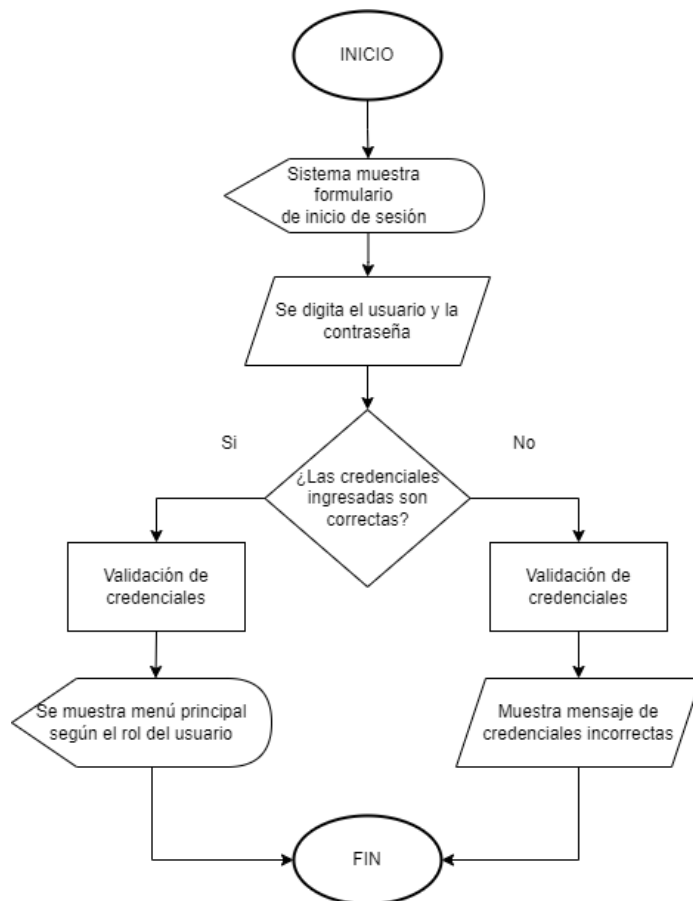 INICIO
Sistema muestra
formulario
de inicio de sesión
Se digita el usuario y la
contraseña
Si
No
¿Las credenciales
ingresadas son
correctas?
Validación de
credenciales
Validación de
credenciales
Se muestra menú principal
según el rol del usuario
Muestra mensaje de
credenciales incorrectas
FIN